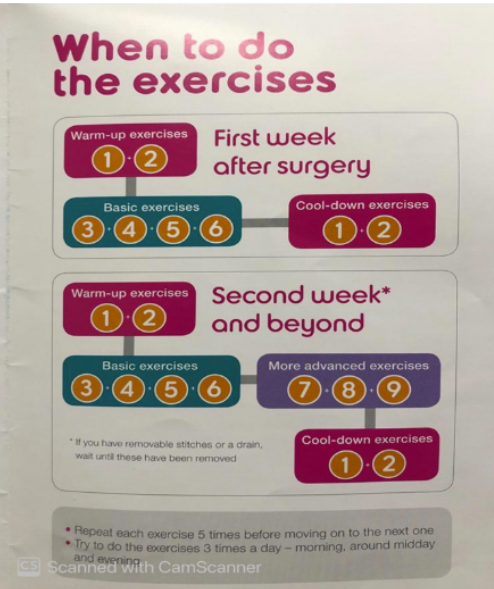 When to do
the exercises
Warm-up exercises
1 · 2
First week
after surgery
Basic exercises
3 · 4 · 5 · 6
Cool-down exercises
1 · 2
Warm-up exercises
1 · 2
Second week*
and beyond
Basic exercises
3 · 4 · 5 · 6
More advanced exercises
7 · 8 · 9
* If you have removable stitches or a drain,
wait until these have been removed
Cool-down exercises
1 · 2
• Repeat each exercise 5 times before moving on to the next one
• Try to do the exercises 3 times a day – morning, around midday
and evening
CS Scanned with CamScanner